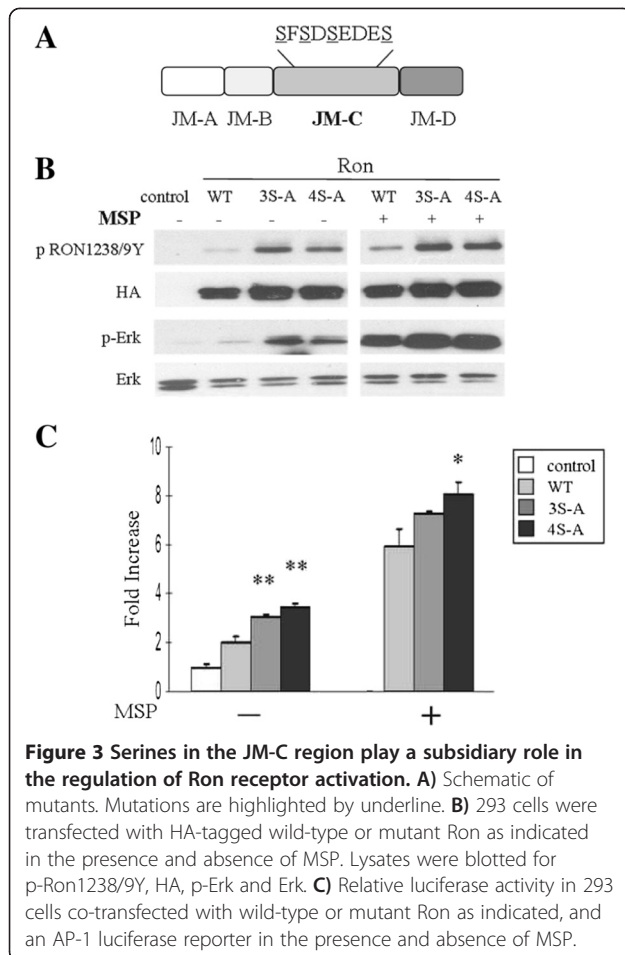 A
SFSDSEDES
JM-A JM-B JM-C JM-D
B
Ron
control WT 3S-A 4S-A WT 3S-A 4S-A
MSP - - - - + + +
p RON1238/9Y
HA
p-Erk
Erk
C
10
8
6
4
2
0
Fold Increase
** ** *
control
WT
3S-A
4S-A
MSP — +
Figure 3 Serines in the JM-C region play a subsidiary role in
the regulation of Ron receptor activation. A) Schematic of
mutants. Mutations are highlighted by underline. B) 293 cells were
transfected with HA-tagged wild-type or mutant Ron as indicated
in the presence and absence of MSP. Lysates were blotted for
p-Ron1238/9Y, HA, p-Erk and Erk. C) Relative luciferase activity in 293
cells co-transfected with wild-type or mutant Ron as indicated, and
an AP-1 luciferase reporter in the presence and absence of MSP.